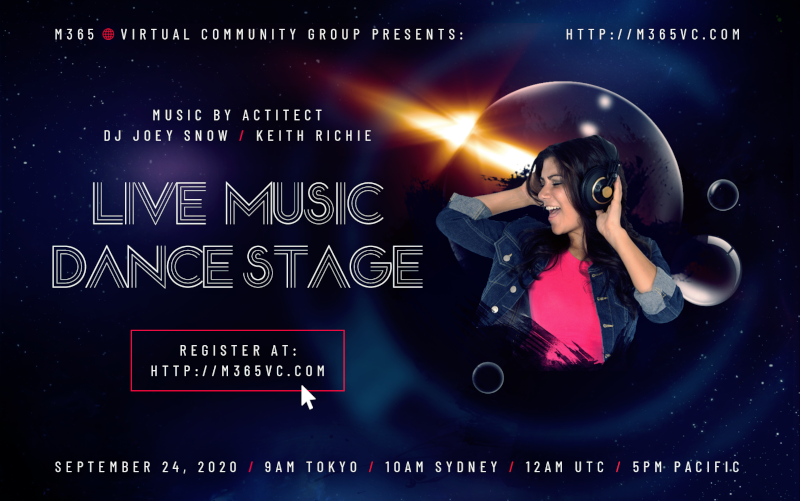 M365 VIRTUAL COMMUNITY GROUP PRESENTS:
HTTP://M365VC.COM
MUSIC BY ACTITECT
DJ JOEY SNOW / KEITH RICHIE
LIVE MUSIC
DANCE STAGE
REGISTER AT:
HTTP://M365VC.COM
SEPTEMBER 24, 2020 / 9AM TOKYO / 10AM SYDNEY / 12AM UTC / 5PM PACIFIC